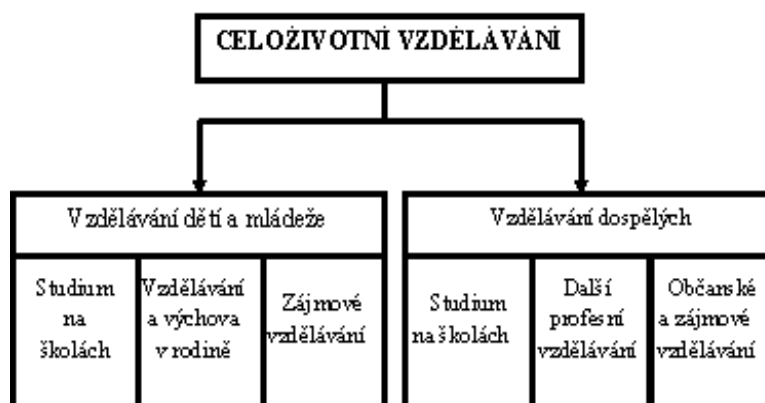 CELOŽIVOTNÍ VZDĚLÁVÁNÍ
Vzdělávání dětí a mládeže
Studium
na
školách
Vzdělávání
a výchova
v rodině
Zájmové
vzdělávání
Vzdělávání dospělých
Studium
na školách
Další
profesní
vzdělávání
Občanské
a zájmové
vzdělávání